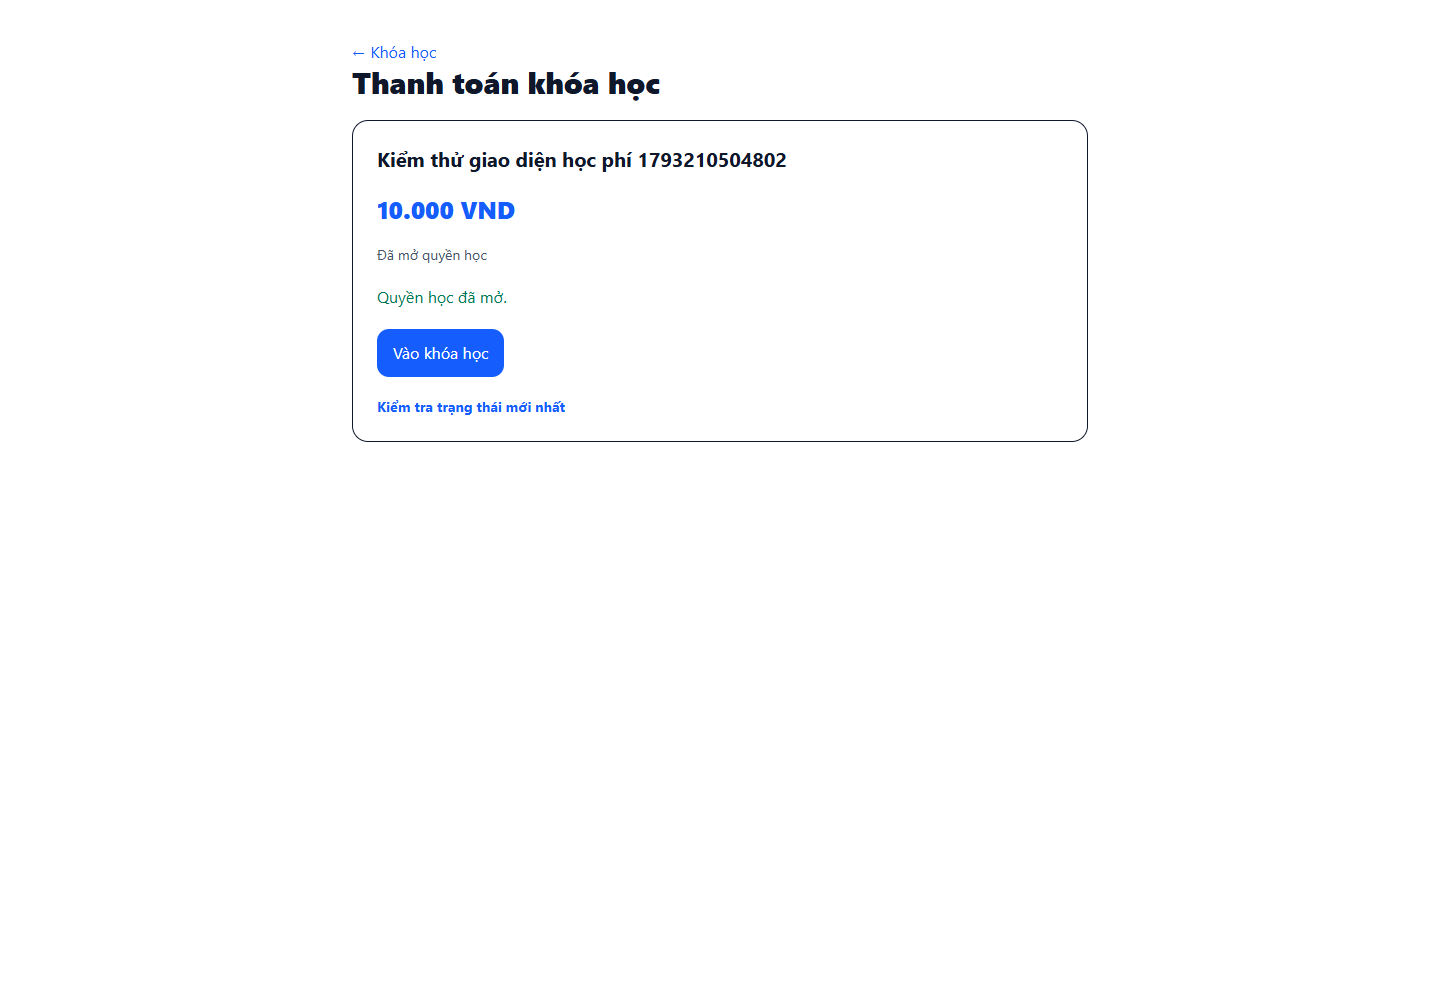 ← Khóa học
Thanh toán khóa học
Kiểm thử giao diện học phí 1793210504802
10.000 VND
Đã mở quyền học
Quyền học đã mở.
Vào khóa học
Kiểm tra trạng thái mới nhất